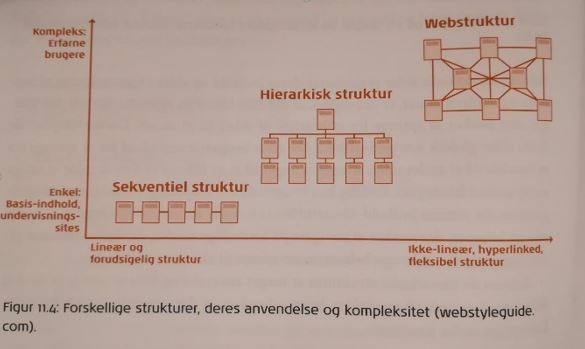 Webstruktur
Kompleks:
Erfarne
brugere
Hierarkisk struktur
Sekventiel struktur
Enkel:
Basis-indhold,
undervisnings-
sites
Lineær og
forudsigelig struktur
Ikke-lineær, hyperlinked,
fleksibel struktur
Figur 11.4: Forskellige strukturer, deres anvendelse og kompleksitet (webstyleguide.
com).